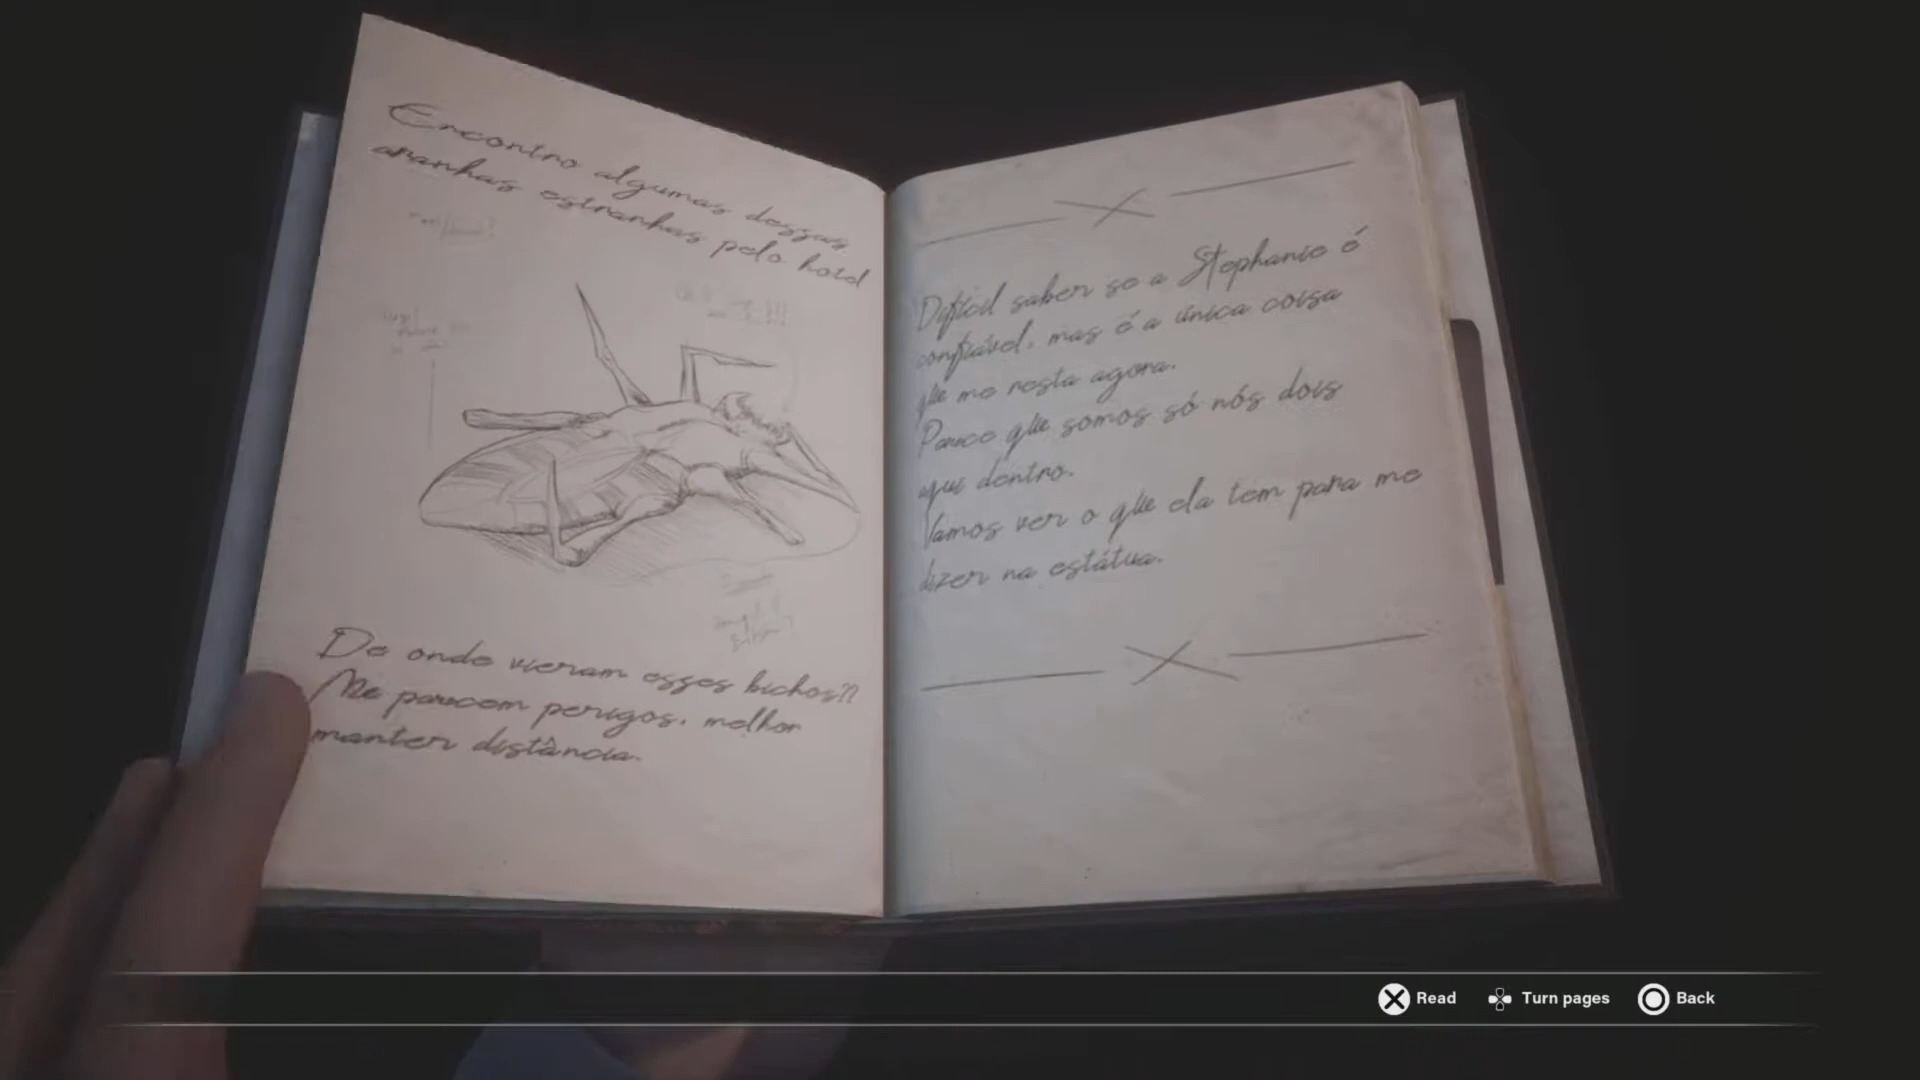 Encontro algumas dessas
aranhas estranhas pelo hotel
De onde vieram esses bichos??
Me parecem perigos, melhor
manter distância.
Difícil saber se a Stephanie é
confiável, mas é a única coisa
que me resta agora.
Parece que somos só nós dois
aqui dentro.
Vamos ver o que ela tem para me
dizer na estátua.
Read Turn pages Back